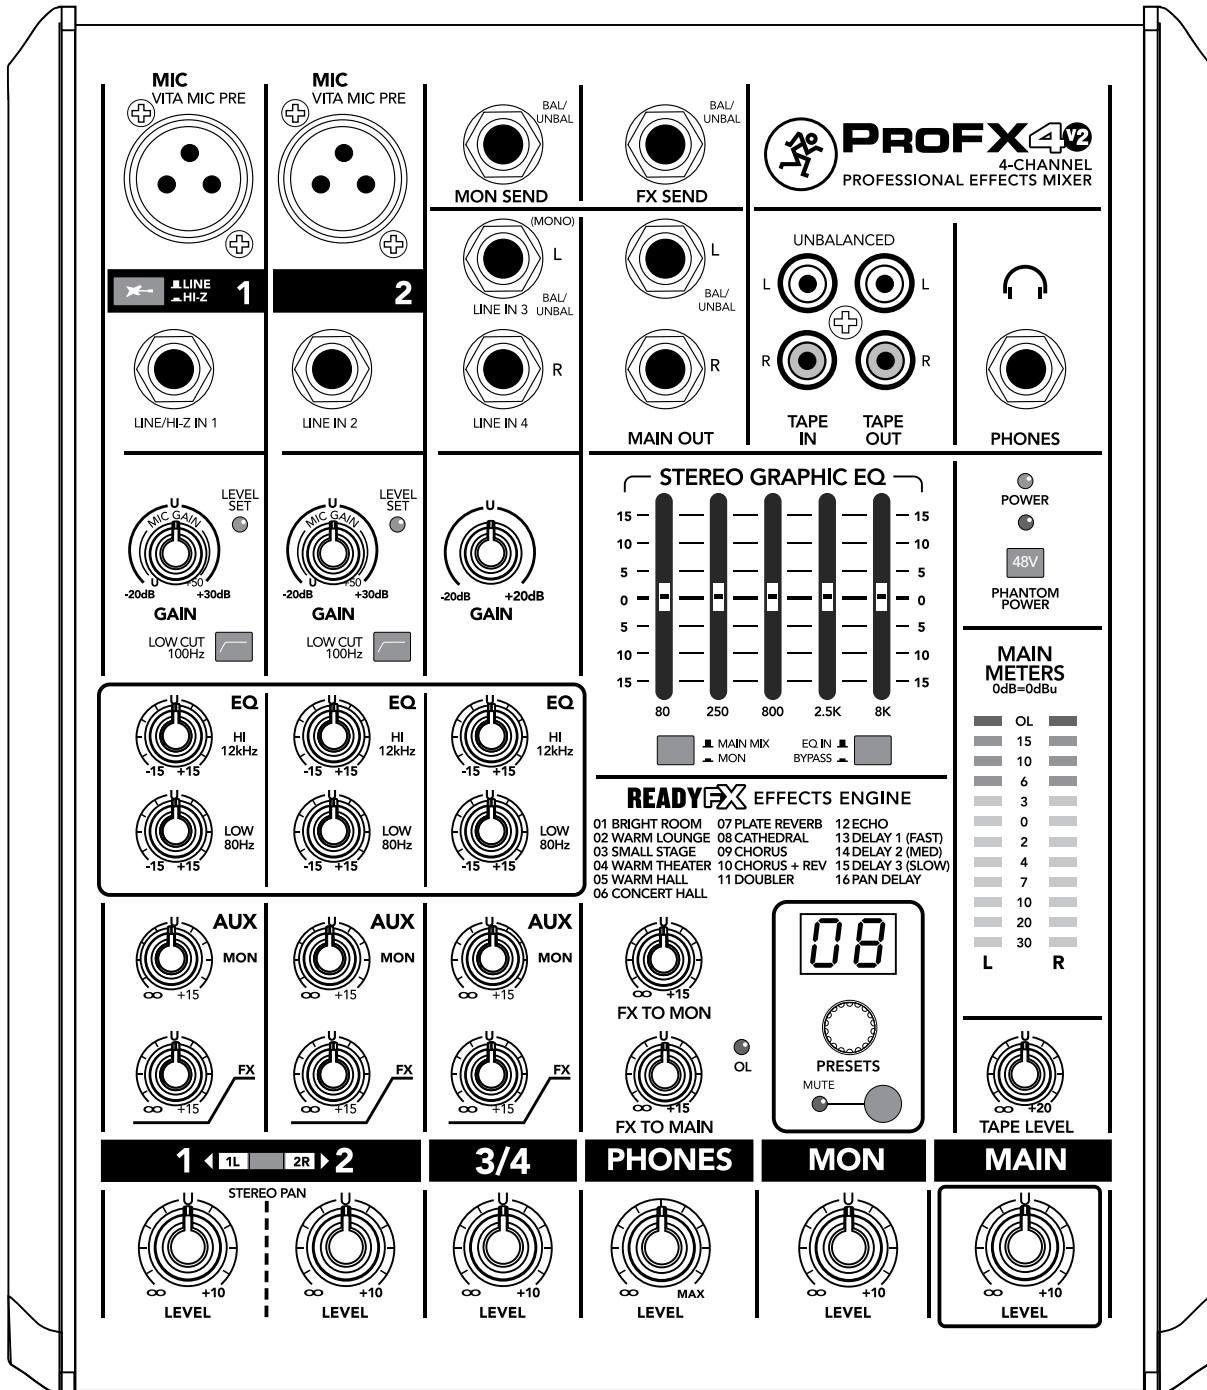 MIC
VITA MIC PRE
MIC
VITA MIC PRE
BAL/
UNBAL
MON SEND
BAL/
UNBAL
FX SEND
PROFX4v2
4-CHANNEL
PROFESSIONAL EFFECTS MIXER
LINE
HI-Z
1
2
LINE/HI-Z IN 1
LINE IN 2
(MONO)
L
LINE IN 3
BAL/
UNBAL
R
LINE IN 4
L
BAL/
UNBAL
R
MAIN OUT
UNBALANCED
L
L
R
R
TAPE
IN
TAPE
OUT
PHONES
U
MIC GAIN
LEVEL
SET
U
+50
-20dB
+30dB
GAIN
LOW CUT
100Hz
U
MIC GAIN
LEVEL
SET
U
+50
-20dB
+30dB
GAIN
LOW CUT
100Hz
U
-20dB
+20dB
GAIN
STEREO GRAPHIC EQ
15 15
10 10
5 5
0 0
5 5
10 10
15 15
80 250 800 2.5K 8K
MAIN MIX
MON
EQ IN
BYPASS
POWER
48V
PHANTOM
POWER
MAIN
METERS
0dB=0dBu
OL
15
10
6
3
0
2
4
7
10
20
30
L R
U
EQ
HI
12kHz
-15 +15
U
EQ
HI
12kHz
-15 +15
U
EQ
HI
12kHz
-15 +15
U
LOW
80Hz
-15 +15
U
LOW
80Hz
-15 +15
U
LOW
80Hz
-15 +15
READYFX EFFECTS ENGINE
01 BRIGHT ROOM
02 WARM LOUNGE
03 SMALL STAGE
04 WARM THEATER
05 WARM HALL
06 CONCERT HALL
07 PLATE REVERB
08 CATHEDRAL
09 CHORUS
10 CHORUS + REV
11 DOUBLER
12 ECHO
13 DELAY 1 (FAST)
14 DELAY 2 (MED)
15 DELAY 3 (SLOW)
16 PAN DELAY
U
AUX
MON
∞ +15
U
AUX
MON
∞ +15
U
AUX
MON
∞ +15
U
FX
∞ +15
U
FX
∞ +15
U
FX
∞ +15
U
∞ +15
FX TO MON
U
∞ +15
FX TO MAIN
OL
08
PRESETS
MUTE
U
∞ +20
TAPE LEVEL
1 1L 2R 2
3/4
PHONES
MON
MAIN
STEREO PAN
U
∞ +10
LEVEL
U
∞ +10
LEVEL
U
∞ +10
LEVEL
∞ MAX
LEVEL
U
∞ +10
LEVEL
U
∞ +10
LEVEL